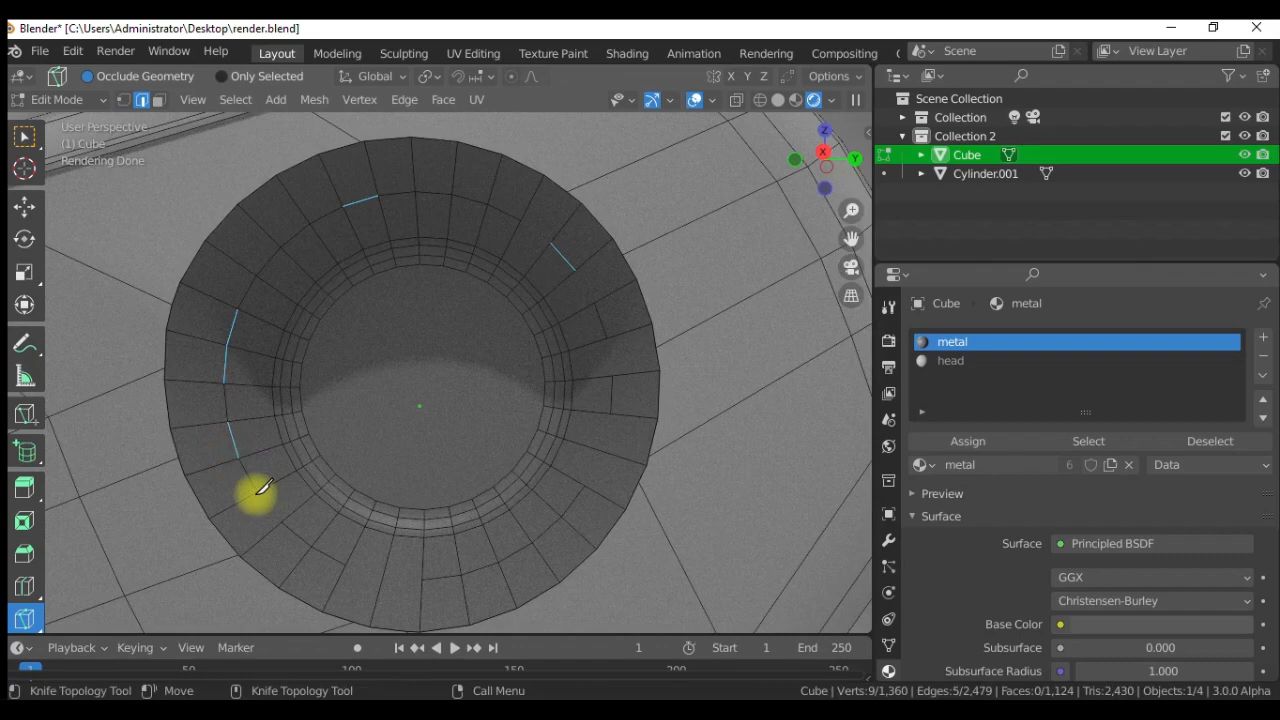 Blender* [C:\Users\Administrator\Desktop\render.blend]
File Edit Render Window Help Layout Modeling Sculpting UV Editing Texture Paint Shading Animation Rendering Compositing Scene View Layer
Occlude Geometry Only Selected Global X Y Z Options
Edit Mode View Select Add Mesh Vertex Edge Face UV
User Perspective
(1) Cube
Rendering Done
Z
X
Y
Scene Collection
Collection
Collection 2
Cube
Cylinder.001
Cube metal
metal
head
Assign Select Deselect
metal 6 Data
Preview
Surface
Surface Principled BSDF
GGX
Christensen-Burley
Base Color
Subsurface 0.000
Subsurface Radius 1.000
Playback Keying View Marker 1 Start 1 End 250
1 50 100 150 200 250
Knife Topology Tool Move Knife Topology Tool Call Menu Cube | Verts:9/1,360 | Edges:5/2,479 | Faces:0/1,124 | Tris:2,430 | Objects:1/4 | 3.0.0 Alpha